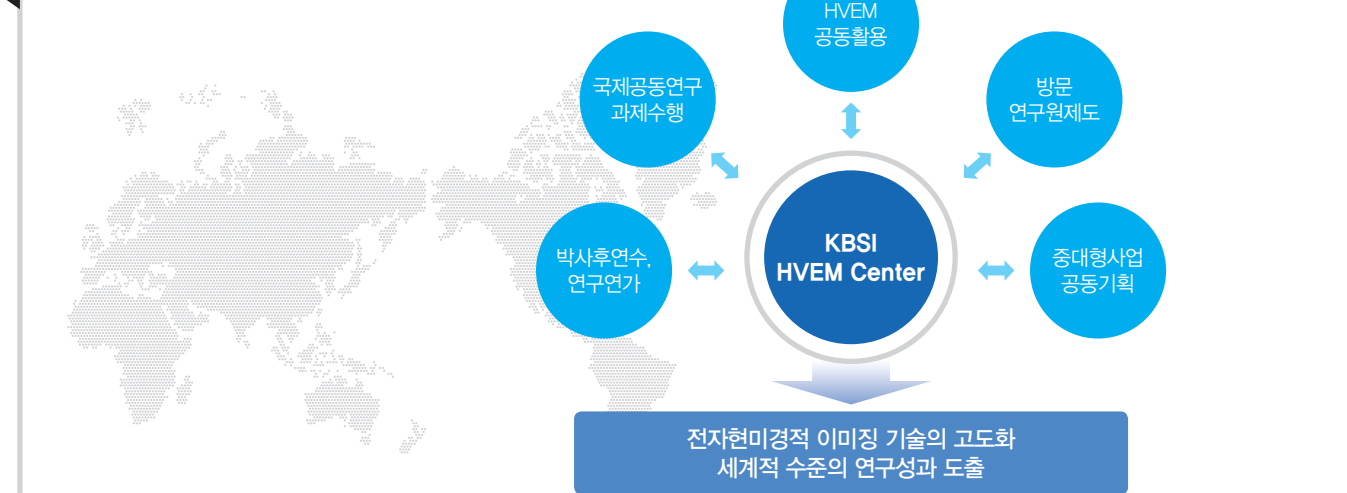 HVEM
공동활용
국제공동연구
과제수행
방문
연구원제도
박사후연수,
연구연가
KBSI
HVEM Center
중대형사업
공동기획
전자현미경적 이미징 기술의 고도화
세계적 수준의 연구성과 도출